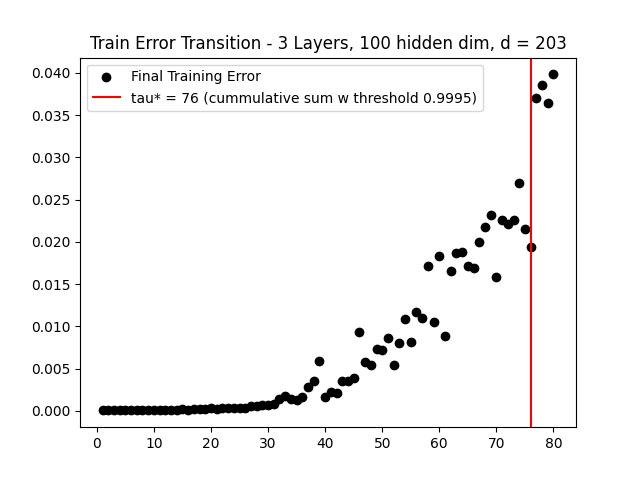 Train Error Transition - 3 Layers, 100 hidden dim, d = 203
Final Training Error
tau* = 76 (cummulative sum w threshold 0.9995)
0.040
0.035
0.030
0.025
0.020
0.015
0.010
0.005
0.000
0 10 20 30 40 50 60 70 80